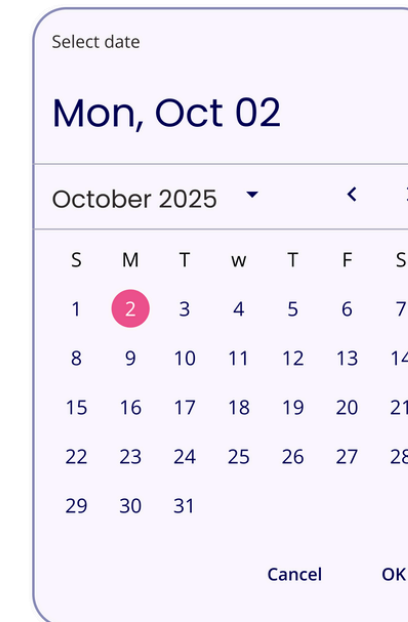 Select date
Mon, Oct 02
October 2025
S M T w T F S
1 2 3 4 5 6 7
8 9 10 11 12 13 14
15 16 17 18 19 20 21
22 23 24 25 26 27 28
29 30 31
Cancel OK